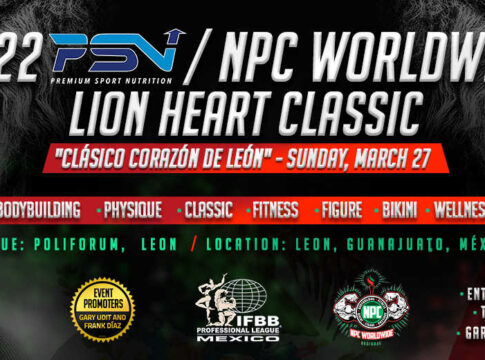 22 PSN / NPC WORLDW
PREMIUM SPORT NUTRITION
LION HEART CLASSIC
"CLÁSICO CORAZÓN DE LEÓN" - SUNDAY, MARCH 27
BODYBUILDING • PHYSIQUE • CLASSIC • FITNESS • FIGURE • BIKINI • WELLNES
UE: POLIFORUM, LEON / LOCATION: LEON, GUANAJUATO, MÉX
EVENT
PROMOTERS
GARY UDIT AND
FRANK DÍAZ
IFBB
PROFESSIONAL LEAGUE
MEXICO
NPC
NPC WORLDWIDE
• ENT
T
GAR